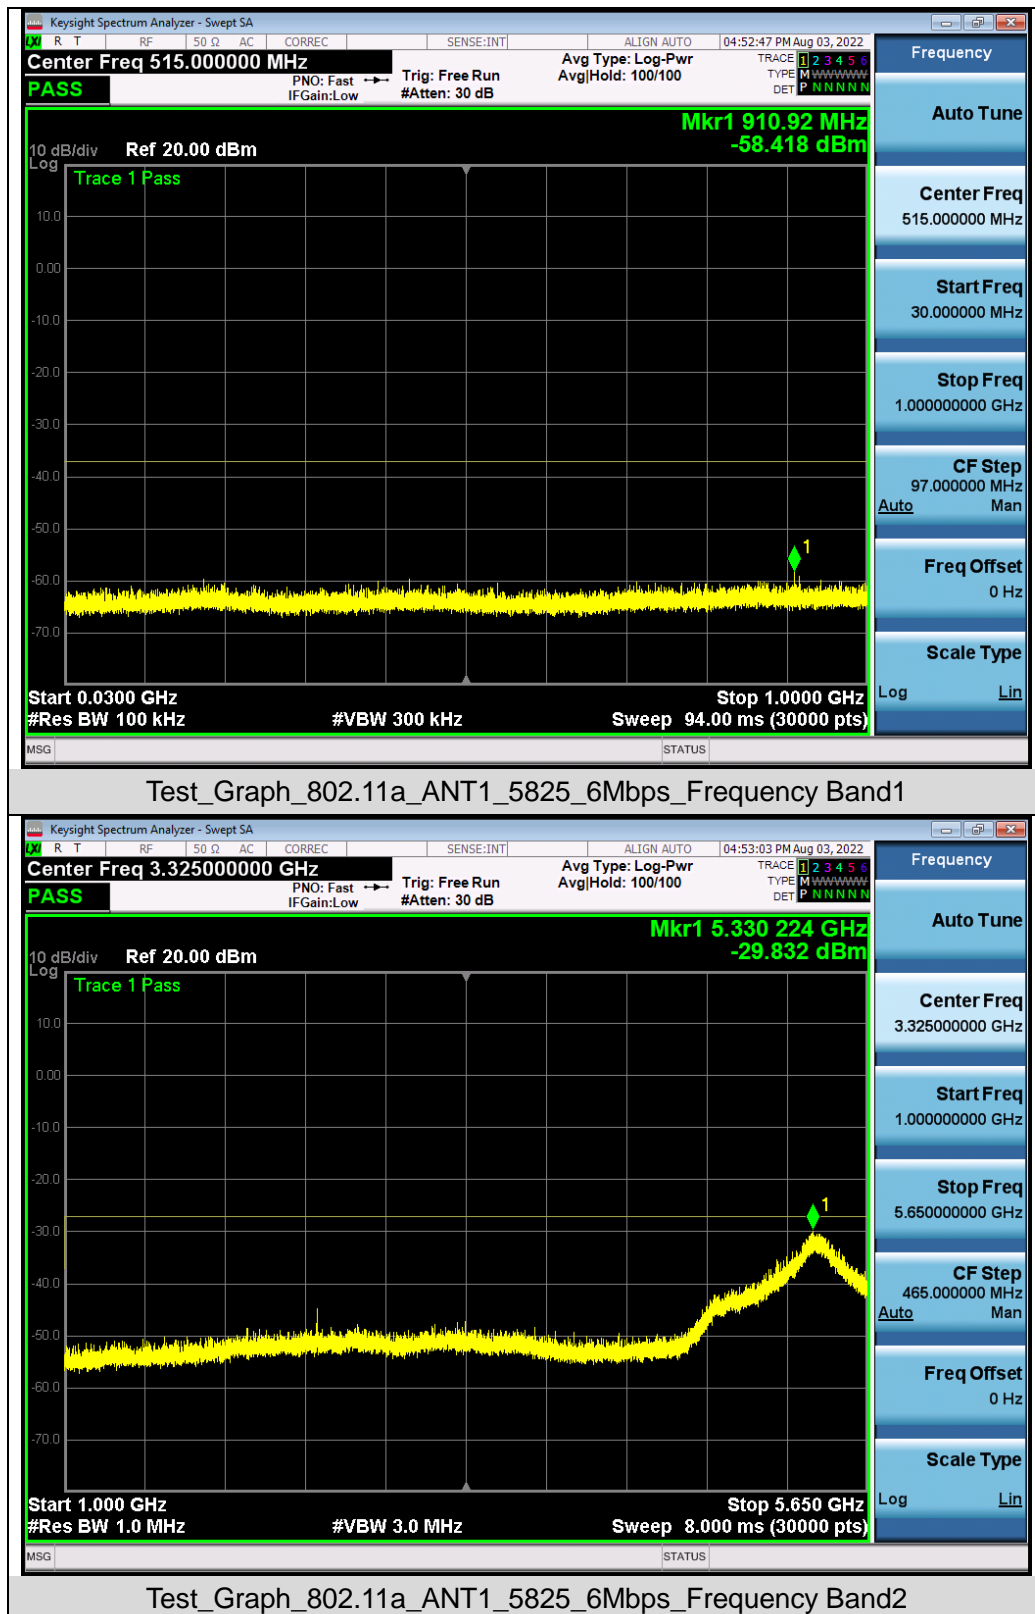 Keysight Spectrum Analyzer - Swept SA
LXI R T RF 50 Ω AC CORREC SENSE:INT ALIGN AUTO 04:52:47 PM Aug 03, 2022
Center Freq 515.000000 MHz
PASS
PNO: Fast
IFGain:Low
Trig: Free Run
#Atten: 30 dB
Avg Type: Log-Pwr
Avg|Hold: 100/100
TRACE 1 2 3 4 5 6
TYPE M WWWWW
DET P N N N N N
Mkr1 910.92 MHz
-58.418 dBm
10 dB/div Ref 20.00 dBm
Log
Trace 1 Pass
10.0
0.00
-10.0
-20.0
-30.0
-40.0
-50.0
-60.0
-70.0
1
Start 0.0300 GHz Stop 1.0000 GHz
#Res BW 100 kHz #VBW 300 kHz Sweep 94.00 ms (30000 pts)
MSG STATUS
Frequency
Auto Tune
Center Freq
515.000000 MHz
Start Freq
30.000000 MHz
Stop Freq
1.000000000 GHz
CF Step
97.000000 MHz
Auto Man
Freq Offset
0 Hz
Scale Type
Log Lin
Test_Graph_802.11a_ANT1_5825_6Mbps_Frequency Band1
Keysight Spectrum Analyzer - Swept SA
LXI R T RF 50 Ω AC CORREC SENSE:INT ALIGN AUTO 04:53:03 PM Aug 03, 2022
Center Freq 3.325000000 GHz
PASS
PNO: Fast
IFGain:Low
Trig: Free Run
#Atten: 30 dB
Avg Type: Log-Pwr
Avg|Hold: 100/100
TRACE 1 2 3 4 5 6
TYPE M WWWWW
DET P N N N N N
Mkr1 5.330 224 GHz
-29.832 dBm
10 dB/div Ref 20.00 dBm
Log
Trace 1 Pass
10.0
0.00
-10.0
-20.0
-30.0
-40.0
-50.0
-60.0
-70.0
1
Start 1.000 GHz Stop 5.650 GHz
#Res BW 1.0 MHz #VBW 3.0 MHz Sweep 8.000 ms (30000 pts)
MSG STATUS
Frequency
Auto Tune
Center Freq
3.325000000 GHz
Start Freq
1.000000000 GHz
Stop Freq
5.650000000 GHz
CF Step
465.000000 MHz
Auto Man
Freq Offset
0 Hz
Scale Type
Log Lin
Test_Graph_802.11a_ANT1_5825_6Mbps_Frequency Band2